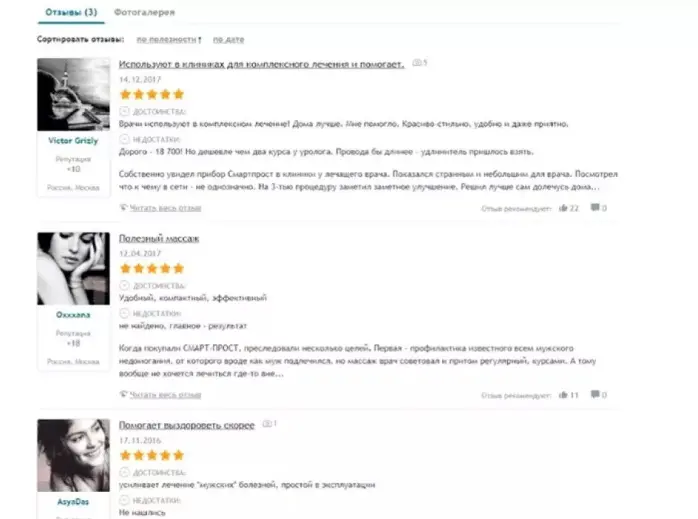 Отзывы (3) Фотогалерея
Сортировать отзывы: по полезности↑ по дате
Используют в клиниках для комплексного лечения и помогает. 5
14.12.2017
ДОСТОИНСТВА:
Врачи используют в комплексном лечение! Дома лучше. Мне помогло. Красиво-стильно, удобно и даже приятно.
Victor Grizly
НЕДОСТАТКИ:
Репутация
+10
Дорого - 18 700! Но дешевле чем два курса у уролога. Провода бы длиннее - удлинитель пришлось взять.
Россия, Москва
Собственно увидел прибор Смартпрост в клиники у лечащего врача. Показался странным и небольшим для врача. Посмотрел
что к чему в сети - не однозначно. На 3-тью процедуру заметил заметное улучшение. Решил лучше сам долечусь дома...
Читать весь отзыв Отзыв рекомендуют: 22 0
Полезный массаж
12.04.2017
ДОСТОИНСТВА:
Удобный, компактный, эффективный
Oxxxana
НЕДОСТАТКИ:
Репутация
+18
не найдено, главное - результат
Россия, Москва
Когда покупали СМАРТ-ПРОСТ, преследовали несколько целей. Первая - профилактика известного всем мужского
недомогания, от которого вроде как муж подлечился, но массаж врач советовал и притом регулярный, курсами. А тому
вообще не хочется лечиться где-то вне...
Читать весь отзыв Отзыв рекомендуют: 11 0
Помогает выздороветь скорее 1
17.11.2016
ДОСТОИНСТВА:
усиливает лечение "мужских" болезней, простой в эксплуатации
AsyaDas
НЕДОСТАТКИ:
Не нашлись